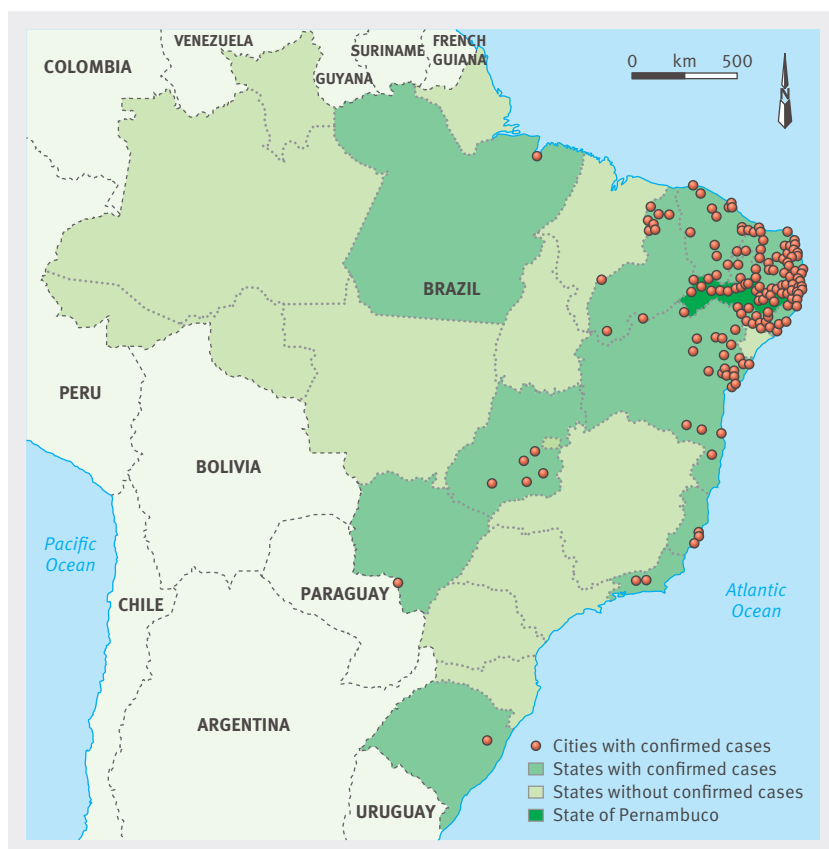 VENEZUELA
SURINAME
FRENCH
GUIANA
COLOMBIA
GUYANA
0 km 500
N
BRAZIL
PERU
BOLIVIA
Pacific
Ocean
PARAGUAY
CHILE
Atlantic
Ocean
ARGENTINA
URUGUAY
Cities with confirmed cases
States with confirmed cases
States without confirmed cases
State of Pernambuco